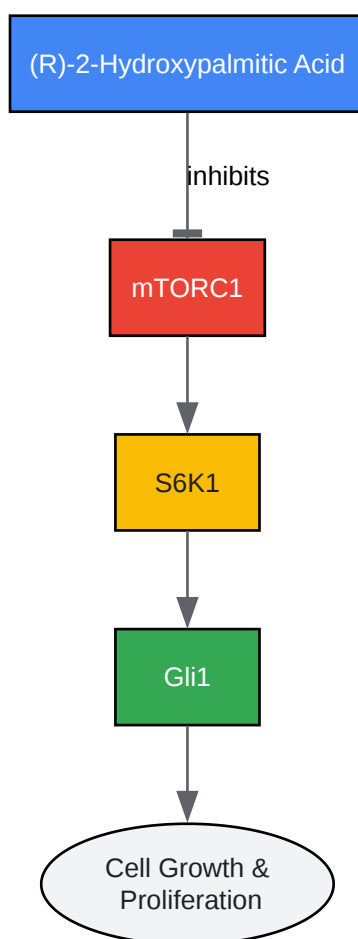 (R)-2-Hydroxypalmitic Acid
inhibits
mTORC1
S6K1
Gli1
Cell Growth &
Proliferation